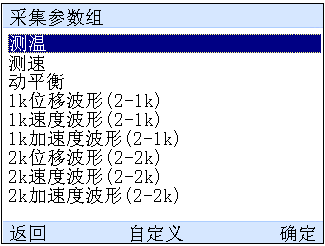 采集参数组
测温
测速
动平衡
1k位移波形(2-1k)
1k速度波形(2-1k)
1k加速度波形(2-1k)
2k位移波形(2-2k)
2k速度波形(2-2k)
2k加速度波形(2-2k)
返回 自定义 确定